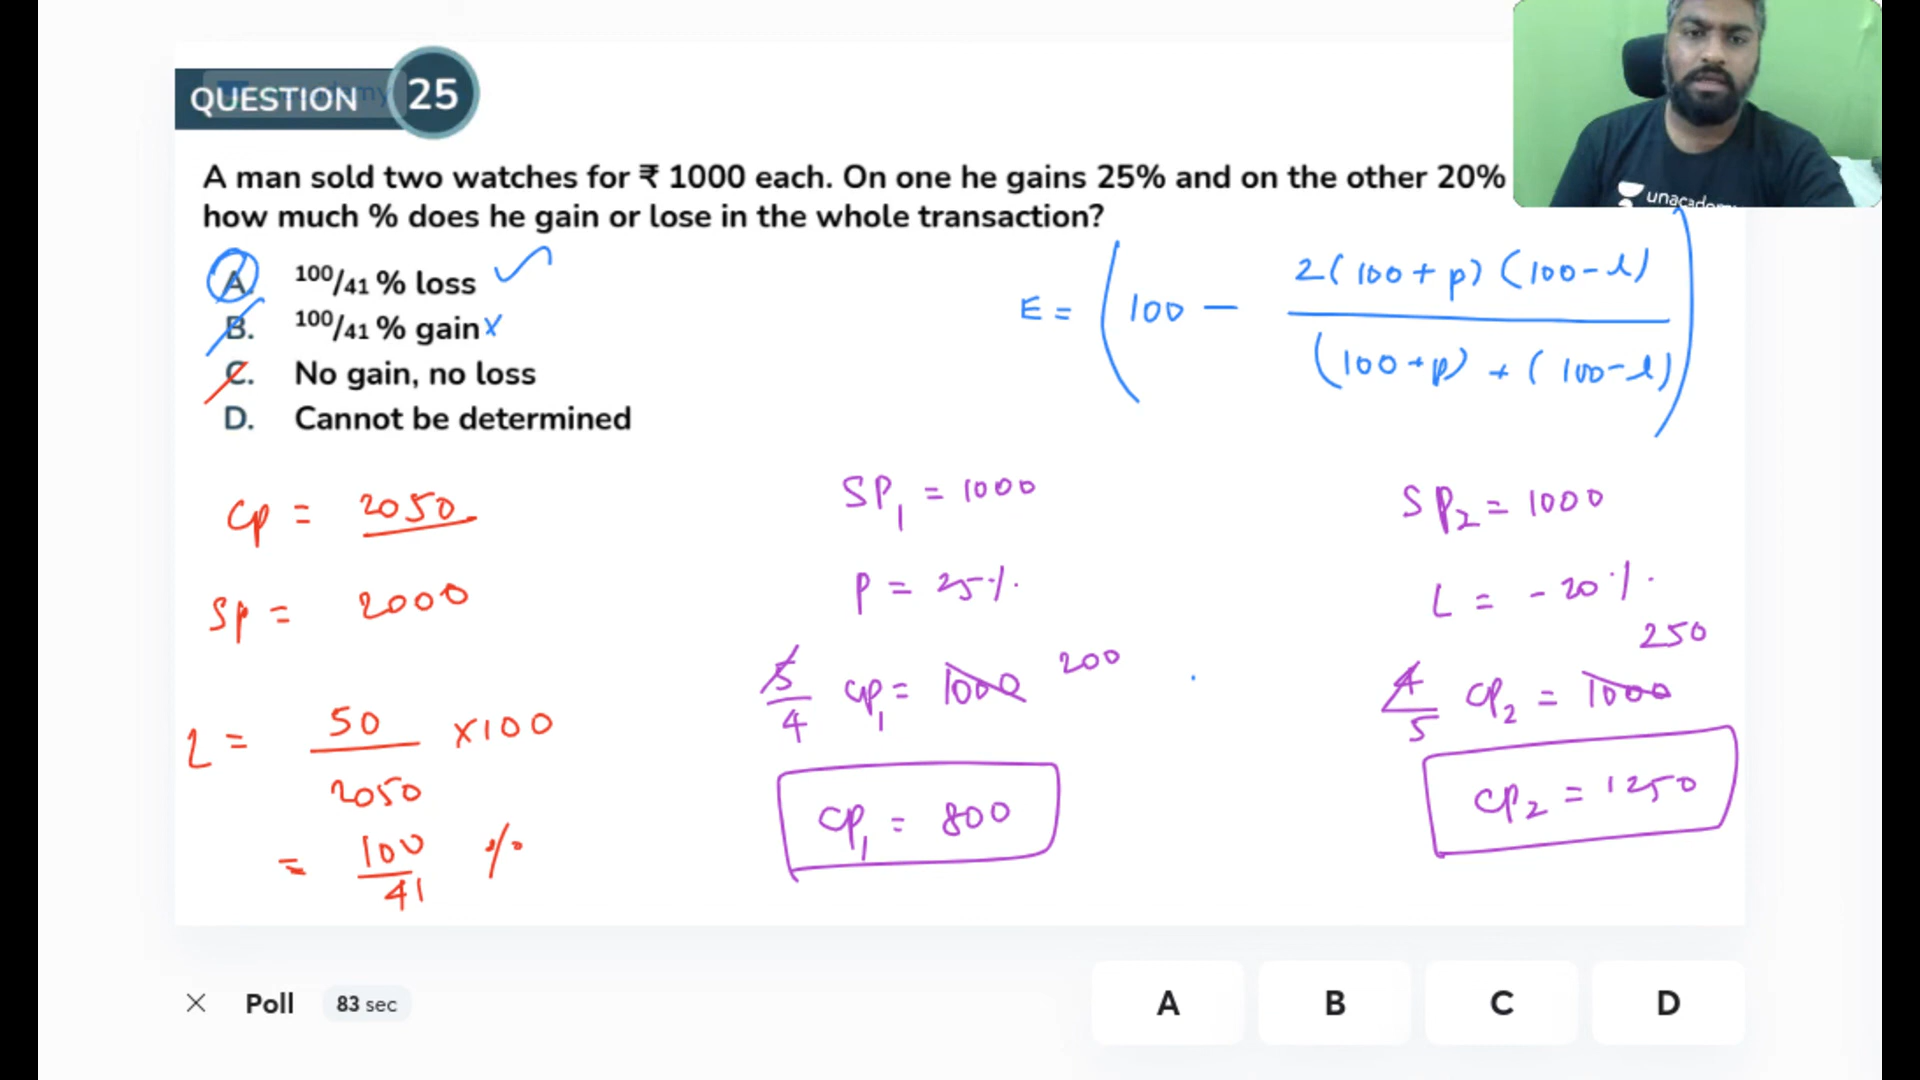 QUESTION 25
A man sold two watches for ₹ 1000 each. On one he gains 25% and on the other 20%
how much % does he gain or lose in the whole transaction?
A. 100/41 % loss
B. 100/41 % gain x
C. No gain, no loss
D. Cannot be determined
E = (100 - 2(100+p)(100-l) / (100+p) + (100-l))
CP = 2050
SP = 2000
L = 50/2050 x100
= 100/41 %
SP1 = 1000
P = 25%.
5/4 CP1 = 1000 200
CP1 = 800
SP2 = 1000
L = -20%.
250
4/5 CP2 = 1000
CP2 = 1250
unacademy
Poll 83 sec
A B C D